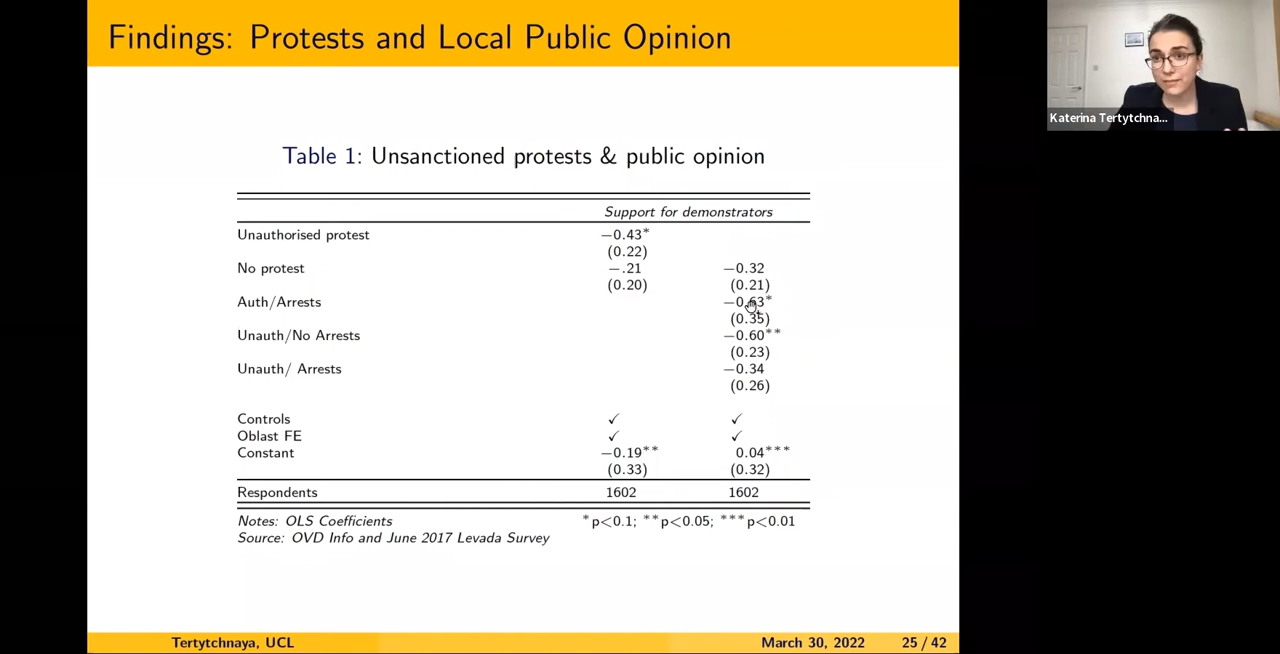 Findings: Protests and Local Public Opinion
Katerina Tertytchna...
Table 1: Unsanctioned protests & public opinion
Support for demonstrators
Unauthorised protest −0.43*
(0.22)
No protest −.21 −0.32
(0.20) (0.21)
Auth/Arrests −0.63*
(0.35)
Unauth/No Arrests −0.60**
(0.23)
Unauth/ Arrests −0.34
(0.26)
Controls ✓ ✓
Oblast FE ✓ ✓
Constant −0.19** 0.04***
(0.33) (0.32)
Respondents 1602 1602
Notes: OLS Coefficients *p<0.1; **p<0.05; ***p<0.01
Source: OVD Info and June 2017 Levada Survey
Tertytchnaya, UCL March 30, 2022 25 / 42